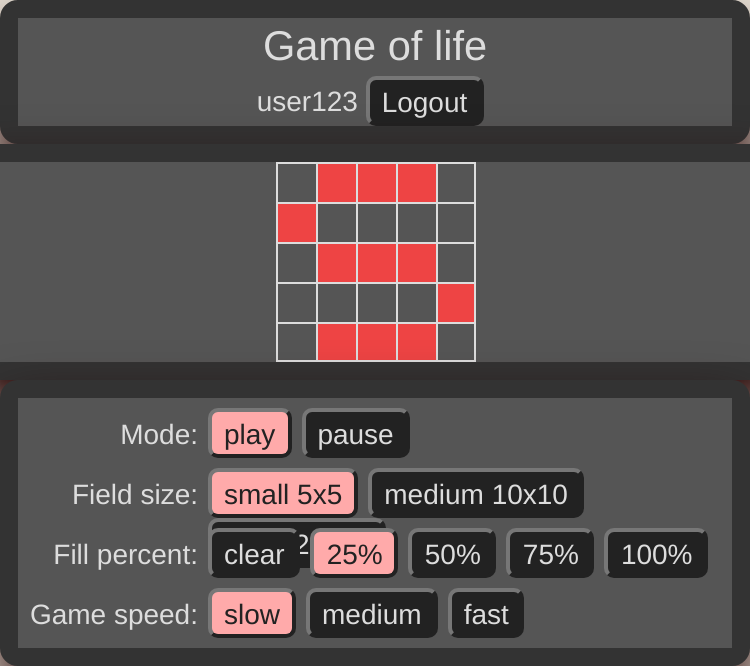 Game of life
user123 Logout
Mode: play pause
Field size: small 5x5 medium 10x10
Fill percent: clear 25% 50% 75% 100%
Game speed: slow medium fast